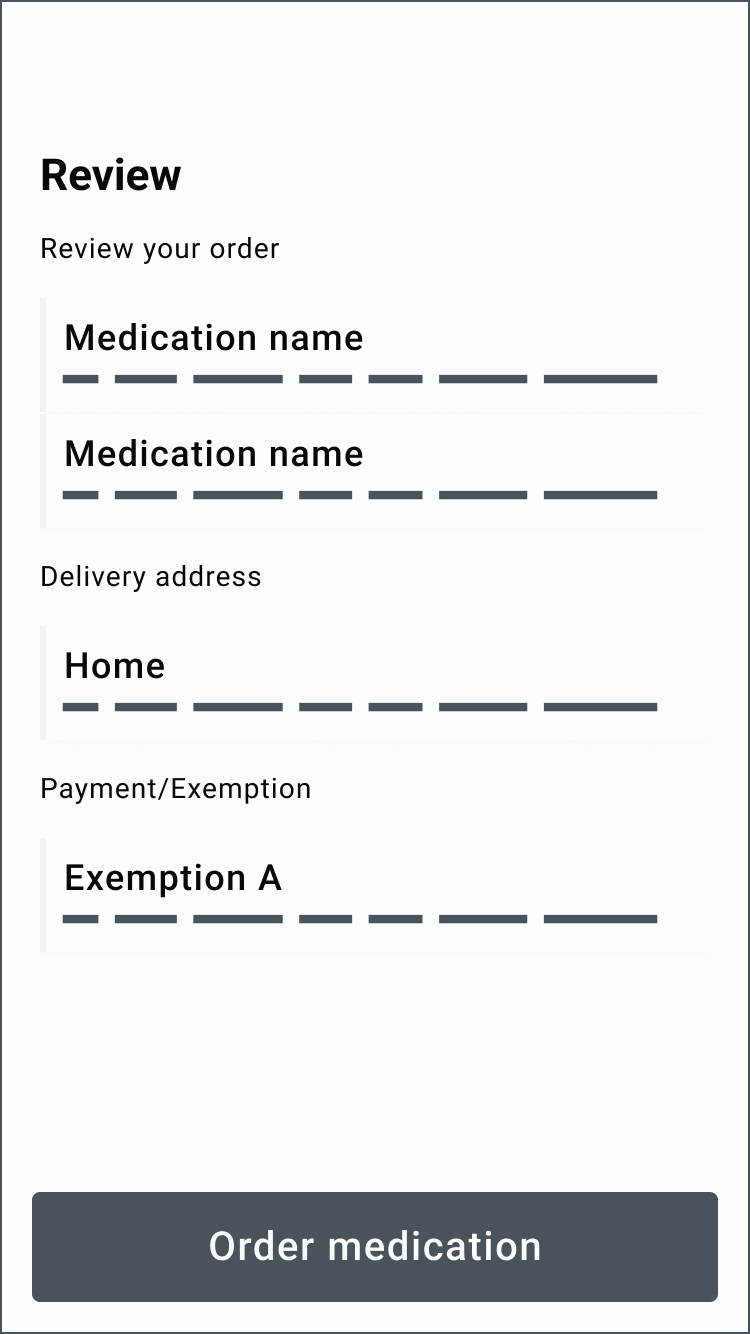 Review
Review your order
Medication name
Medication name
Delivery address
Home
Payment/Exemption
Exemption A
Order medication